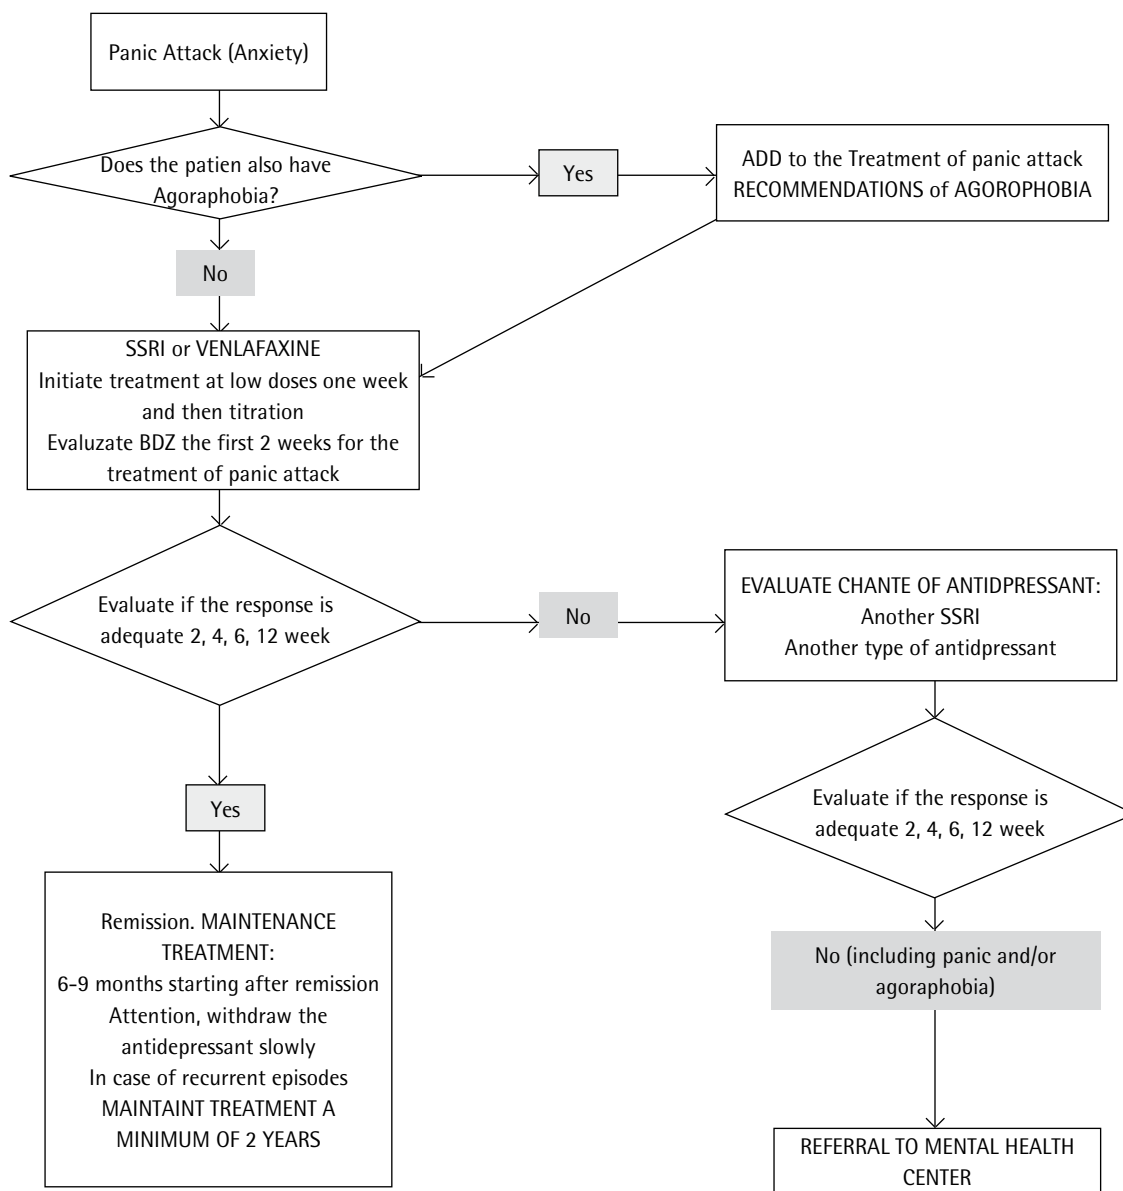 Panic Attack (Anxiety)
Does the patien also have
Agoraphobia?
Yes
ADD to the Treatment of panic attack
RECOMMENDATIONS of AGOROPHOBIA
No
SSRI or VENLAFAXINE
Initiate treatment at low doses one week
and then titration
Evaluzate BDZ the first 2 weeks for the
treatment of panic attack
Evaluate if the response is
adequate 2, 4, 6, 12 week
No
EVALUATE CHANTE OF ANTIDPRESSANT:
Another SSRI
Another type of antidpressant
Evaluate if the response is
adequate 2, 4, 6, 12 week
Yes
Remission. MAINTENANCE
TREATMENT:
6-9 months starting after remission
Attention, withdraw the
antidepressant slowly
In case of recurrent episodes
MAINTAINT TREATMENT A
MINIMUM OF 2 YEARS
No (including panic and/or
agoraphobia)
REFERRAL TO MENTAL HEALTH
CENTER